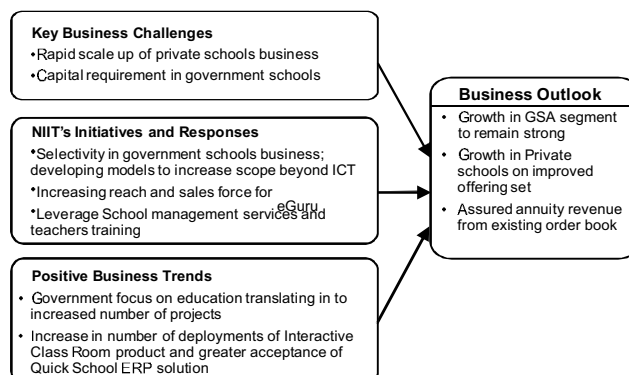 Key Business Challenges
•Rapid scale up of private schools business
•Capital requirement in government schools
NIIT's Initiatives and Responses
•Selectivity in government schools business;
developing models to increase scope beyond ICT
•Increasing reach and sales force for eGuru
•Leverage School management services and
teachers training
Positive Business Trends
• Government focus on education translating in to
increased number of projects
• Increase in number of deployments of Interactive
Class Room product and greater acceptance of
Quick School ERP solution
Business Outlook
• Growth in GSA segment
to remain strong
• Growth in Private
schools on improved
offering set
• Assured annuity revenue
from existing order book